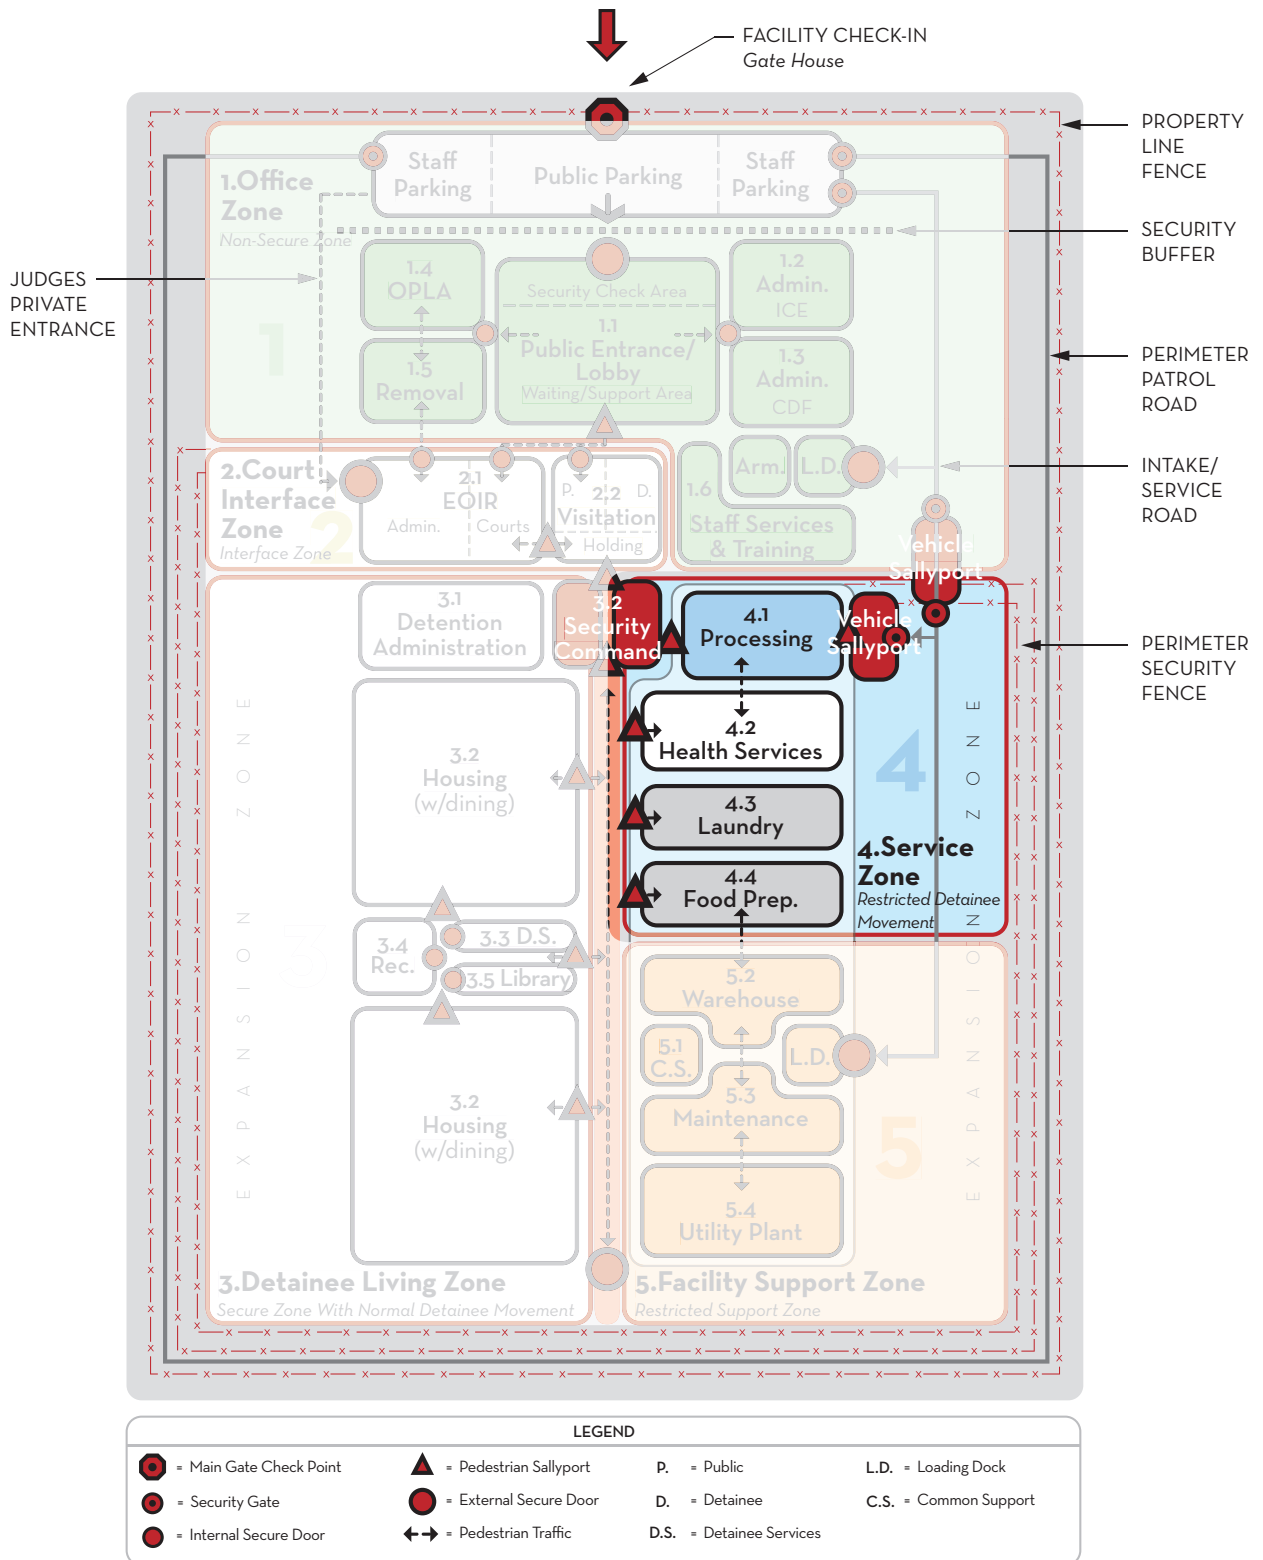 FACILITY CHECK-IN
Gate House
PROPERTY
LINE
FENCE
Staff
Parking
Public Parking
Staff
Parking
1.Office
Zone
Non-Secure Zone
SECURITY
BUFFER
JUDGES
PRIVATE
ENTRANCE
1.4
OPLA
Security Check Area
1.2
Admin.
ICE
1
1.1
Public Entrance/
Lobby
Waiting/Support Area
1.5
Removal
1.3
Admin.
CDF
PERIMETER
PATROL
ROAD
2.Court
Interface
Zone
Interface Zone
2
2.1
EOIR
Admin.
Courts
P.
2.2
D.
Visitation
Holding
1.6
Arm.
L.D.
Staff Services
& Training
INTAKE/
SERVICE
ROAD
Vehicle
Sallyport
3.1
Detention
Administration
3.2
Security
Command
4.1
Processing
Vehicle
Sallyport
PERIMETER
SECURITY
FENCE
4.2
Health Services
4
EXPANSION ZONE
EXPANSION ZONE
3.2
Housing
(w/dining)
4.3
Laundry
4.4
Food Prep.
4.Service
Zone
Restricted Detainee
Movement
3
3.4
Rec.
3.3 D.S.
3.5 Library
5.2
Warehouse
5.1
C.S.
L.D.
3.2
Housing
(w/dining)
5.3
Maintenance
5
5.4
Utility Plant
3.Detainee Living Zone
Secure Zone With Normal Detainee Movement
5.Facility Support Zone
Restricted Support Zone
LEGEND
= Main Gate Check Point
= Pedestrian Sallyport
P. = Public
L.D. = Loading Dock
= Security Gate
= External Secure Door
D. = Detainee
C.S. = Common Support
= Internal Secure Door
= Pedestrian Traffic
D.S. = Detainee Services